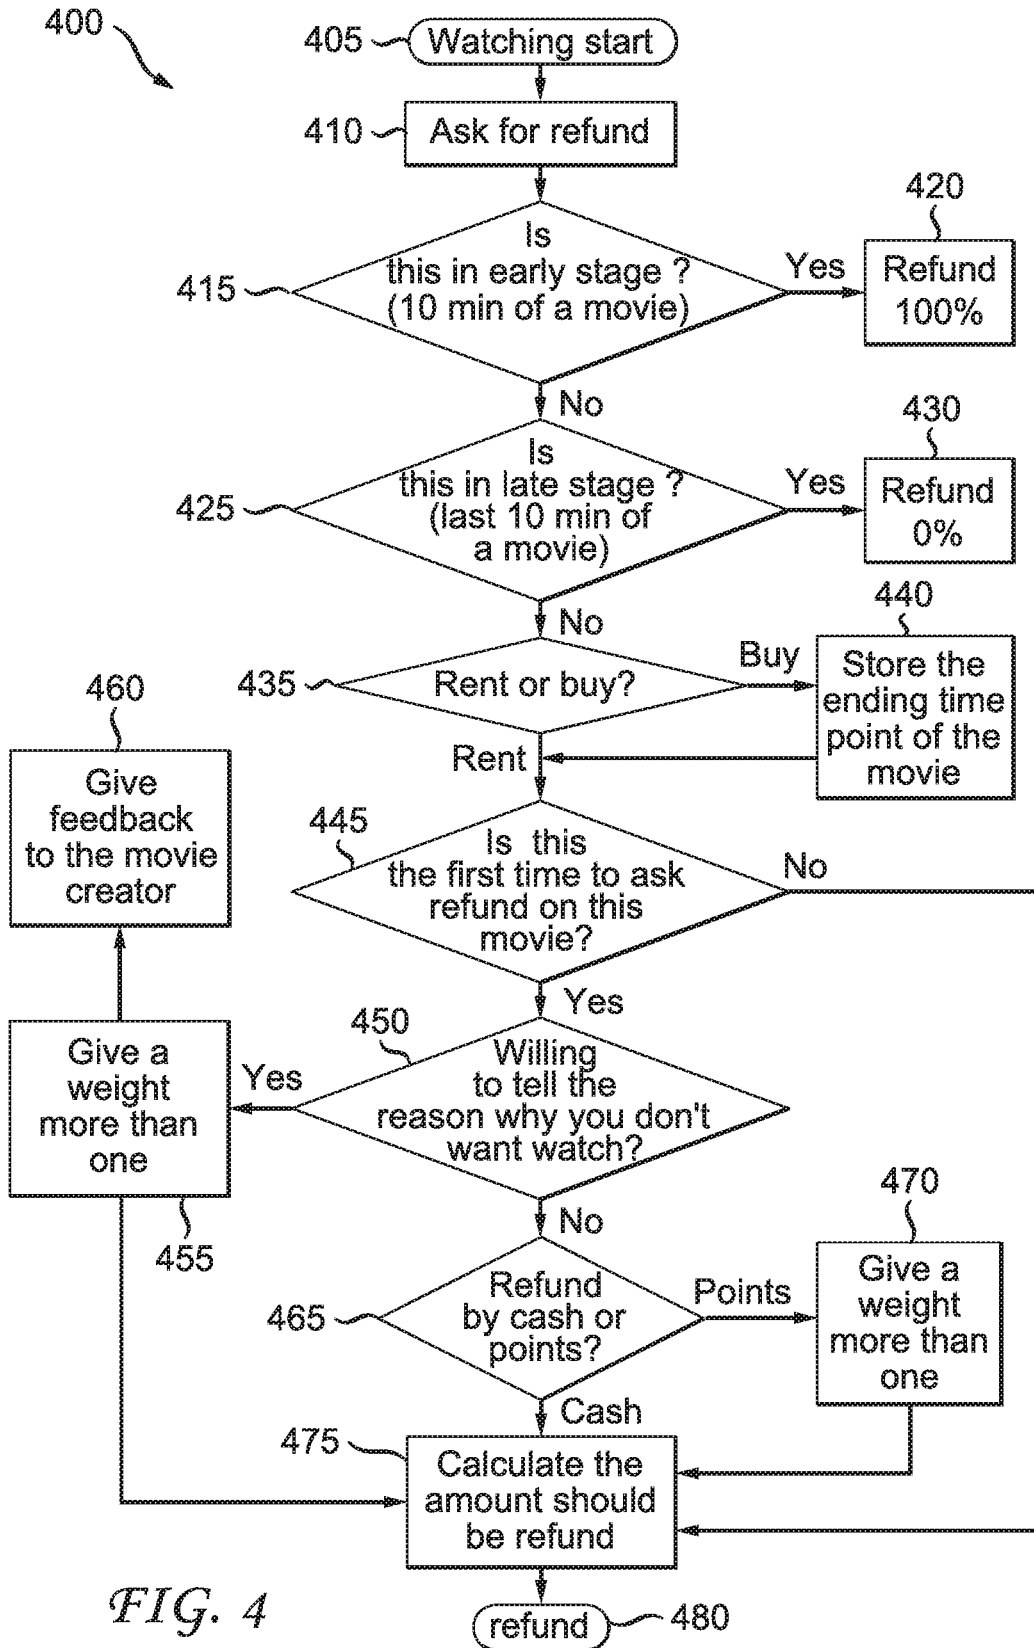 400
405
Watching start
410
Ask for refund
415
Is
this in early stage ?
(10 min of a movie)
Yes
420
Refund
100%
No
425
Is
this in late stage ?
(last 10 min of
a movie)
Yes
430
Refund
0%
No
435
Rent or buy?
Buy
440
Store the
ending time
point of the
movie
Rent
460
Give
feedback
to the movie
creator
445
Is this
the first time to ask
refund on this
movie?
No
Yes
450
Willing
to tell the
reason why you don't
want watch?
Yes
Give a
weight
more than
one
455
No
465
Refund
by cash or
points?
Points
470
Give a
weight
more than
one
Cash
475
Calculate the
amount should
be refund
refund
480
FIG. 4